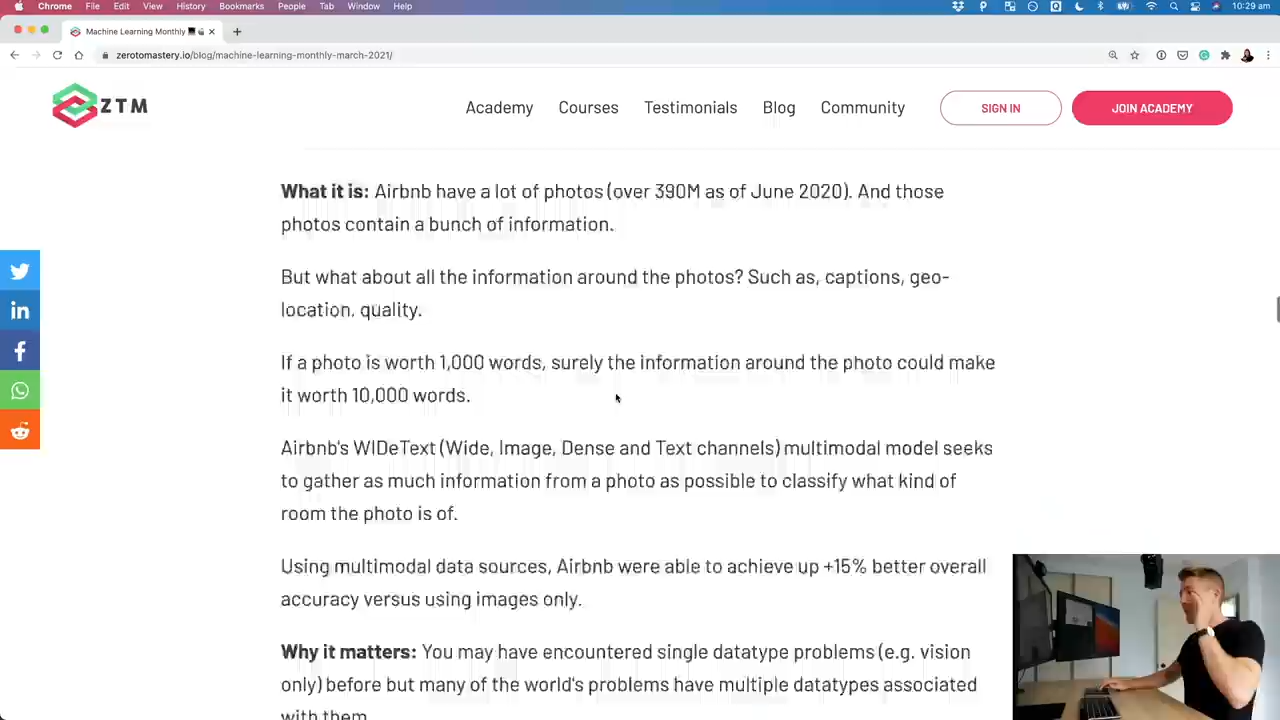 Chrome File Edit View History Bookmarks People Tab Window Help 10:29 am
Machine Learning Monthly
zerotomastery.io/blog/machine-learning-monthly-march-2021/
ZTM Academy Courses Testimonials Blog Community SIGN IN JOIN ACADEMY
What it is: Airbnb have a lot of photos (over 390M as of June 2020). And those
photos contain a bunch of information.
But what about all the information around the photos? Such as, captions, geo-
location, quality.
If a photo is worth 1,000 words, surely the information around the photo could make
it worth 10,000 words.
Airbnb's WIDeText (Wide, Image, Dense and Text channels) multimodal model seeks
to gather as much information from a photo as possible to classify what kind of
room the photo is of.
Using multimodal data sources, Airbnb were able to achieve up +15% better overall
accuracy versus using images only.
Why it matters: You may have encountered single datatype problems (e.g. vision
only) before but many of the world's problems have multiple datatypes associated
with them